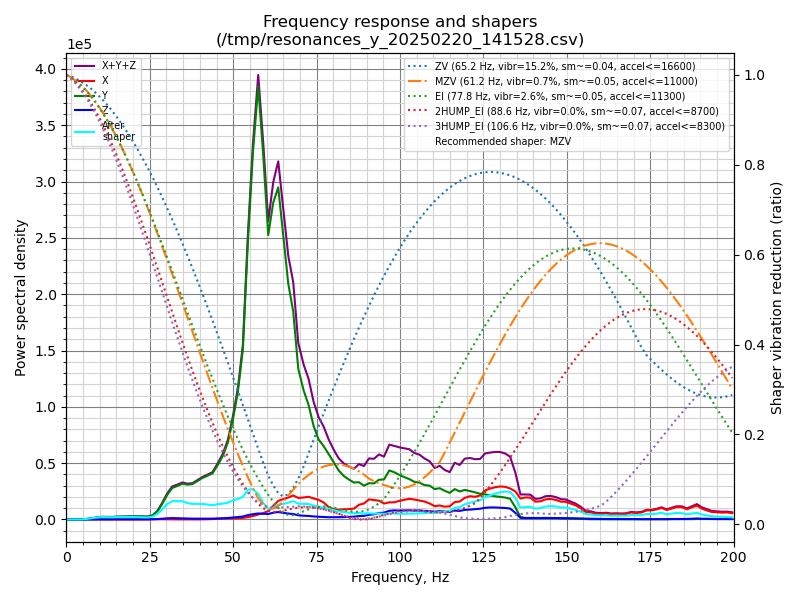 Frequency response and shapers
(/tmp/resonances_y_20250220_141528.csv)
1e5
X+Y+Z
X
Y
Z
After
shaper
ZV (65.2 Hz, vibr=15.2%, sm~=0.04, accel<=16600)
MZV (61.2 Hz, vibr=0.7%, sm~=0.05, accel<=11000)
EI (77.8 Hz, vibr=2.6%, sm~=0.05, accel<=11300)
2HUMP_EI (88.6 Hz, vibr=0.0%, sm~=0.07, accel<=8700)
3HUMP_EI (106.6 Hz, vibr=0.0%, sm~=0.07, accel<=8300)
Recommended shaper: MZV
4.0
3.5
3.0
2.5
2.0
1.5
1.0
0.5
0.0
Power spectral density
1.0
0.8
0.6
0.4
0.2
0.0
Shaper vibration reduction (ratio)
0 25 50 75 100 125 150 175 200
Frequency, Hz